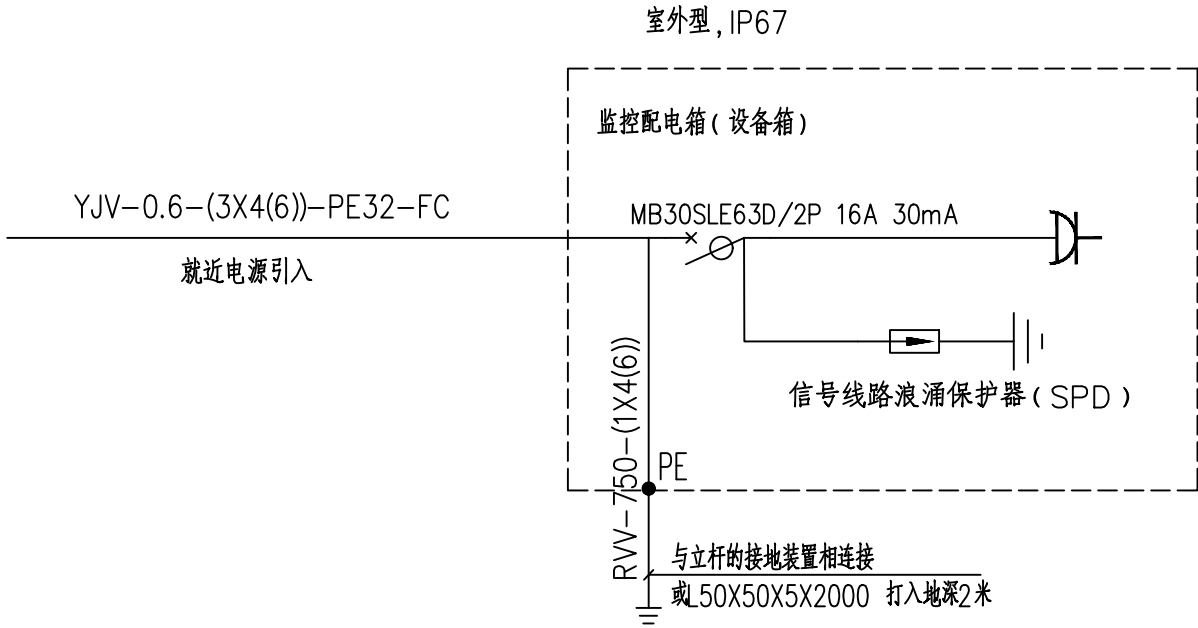 室外型,IP67
监控配电箱(设备箱)
YJV-0.6-(3X4(6))-PE32-FC
MB30SLE63D/2P 16A 30mA
就近电源引入
信号线路浪涌保护器(SPD)
RVV-750-(1X4(6))
PE
与立杆的接地装置相连接
或L50X50X5X2000 打入地深2米